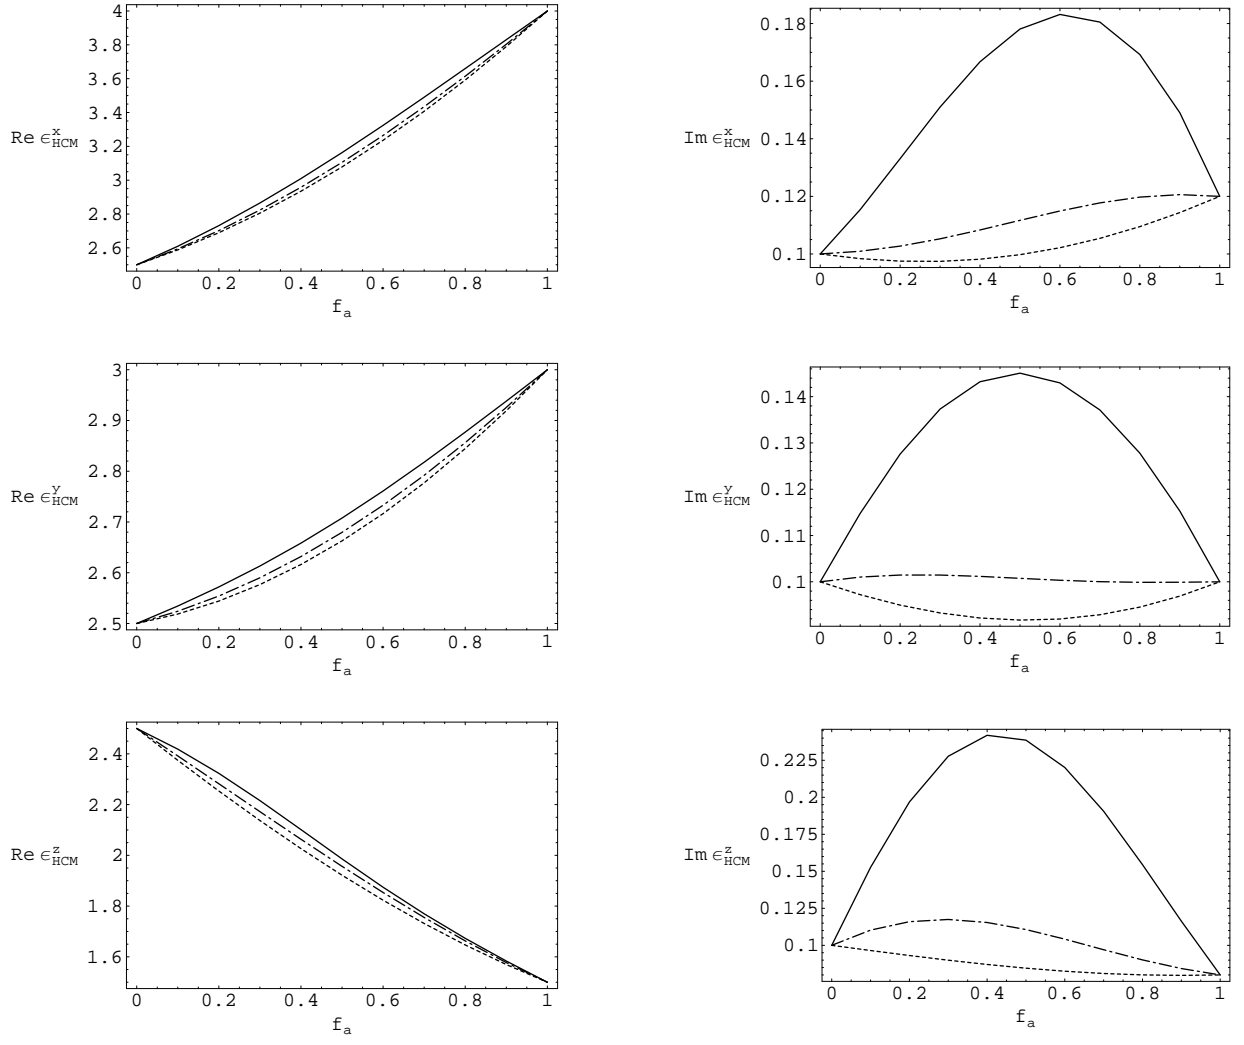 4
3.8
3.6
3.4
Re ϵ^x_HCM
3.2
3
2.8
2.6
0 0.2 0.4 0.6 0.8 1
f_a
0.18
0.16
Im ϵ^x_HCM
0.14
0.12
0.1
0 0.2 0.4 0.6 0.8 1
f_a
3
2.9
2.8
Re ϵ^y_HCM
2.7
2.6
2.5
0 0.2 0.4 0.6 0.8 1
f_a
0.14
0.13
Im ϵ^y_HCM
0.12
0.11
0.1
0 0.2 0.4 0.6 0.8 1
f_a
2.4
2.2
Re ϵ^z_HCM
2
1.8
1.6
0 0.2 0.4 0.6 0.8 1
f_a
0.225
0.2
0.175
Im ϵ^z_HCM
0.15
0.125
0.1
0 0.2 0.4 0.6 0.8 1
f_a